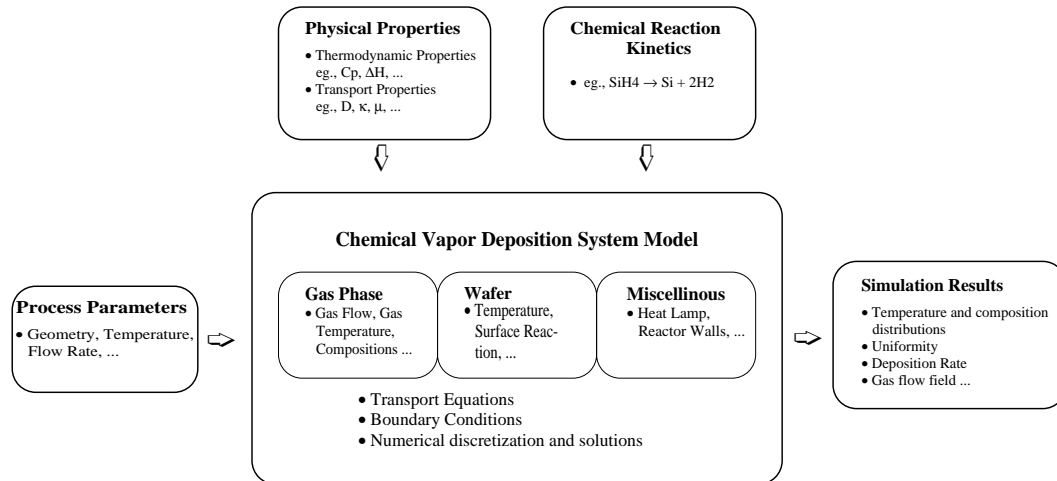 Physical Properties
• Thermodynamic Properties
eg., Cp, ΔH, ...
• Transport Properties
eg., D, κ, μ, ...
Chemical Reaction
Kinetics
• eg., SiH4 → Si + 2H2
Chemical Vapor Deposition System Model
Process Parameters
• Geometry, Temperature,
Flow Rate, ...
Gas Phase
• Gas Flow, Gas
Temperature,
Compositions ...
Wafer
• Temperature,
Surface Reac-
tion, ...
Miscellinous
• Heat Lamp,
Reactor Walls, ...
• Transport Equations
• Boundary Conditions
• Numerical discretization and solutions
Simulation Results
• Temperature and composition
distributions
• Uniformity
• Deposition Rate
• Gas flow field ...